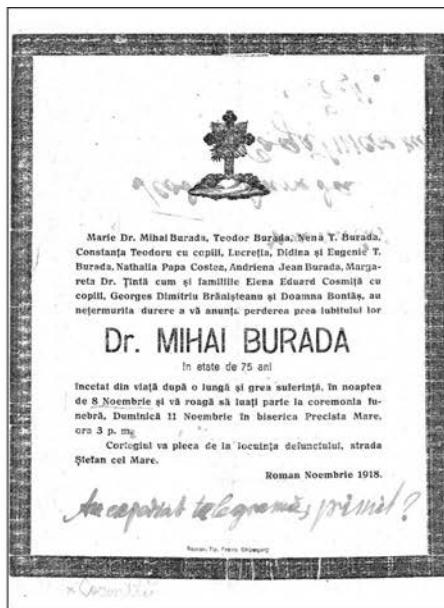 Marie Dr. Mihai Burada, Teodor Burada, Nena T. Burada,
Constanța Teodoru cu copiii, Lucreția, Didina și Eugenie T.
Burada, Nathalia Papa Costea, Andriena Jean Burada, Marga-
reta Dr. Țintă cum și familiile Elena Eduard Cosmiță cu
copiii, Georges Dimitriu Brănișteanu și Doamna Bontăș, au
nețermurita durere a vă anunța perderea prea iubitului lor
Dr. MIHAI BURADA
în etate de 75 ani
încetat din viață după o lungă și grea suferință, în noaptea
de 8 Noembrie și vă roagă să luați parte la ceremonia fu-
nebră, Duminică 11 Noembrie în biserica Precista Mare,
ora 3 p. m.
Cortegiul va pleca de la locuința defunctului, strada
Ștefan cel Mare.
Roman Noembrie 1918.
Am expediat telegramă, primit?
Roman, Tip.